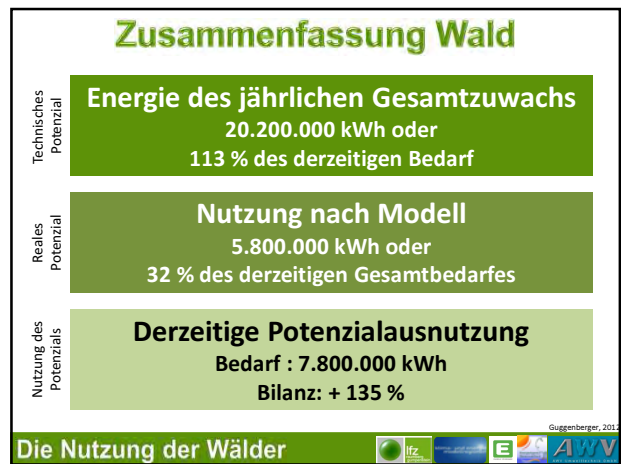 Zusammenfassung Wald
Technisches
Potenzial
Energie des jährlichen Gesamtzuwachs
20.200.000 kWh oder
113 % des derzeitigen Bedarf
Reales
Potenzial
Nutzung nach Modell
5.800.000 kWh oder
32 % des derzeitigen Gesamtbedarfes
Nutzung des
Potenzials
Derzeitige Potenzialausnutzung
Bedarf : 7.800.000 kWh
Bilanz: + 135 %
Guggenberger, 2012
Die Nutzung der Wälder
lfz
E
AWV